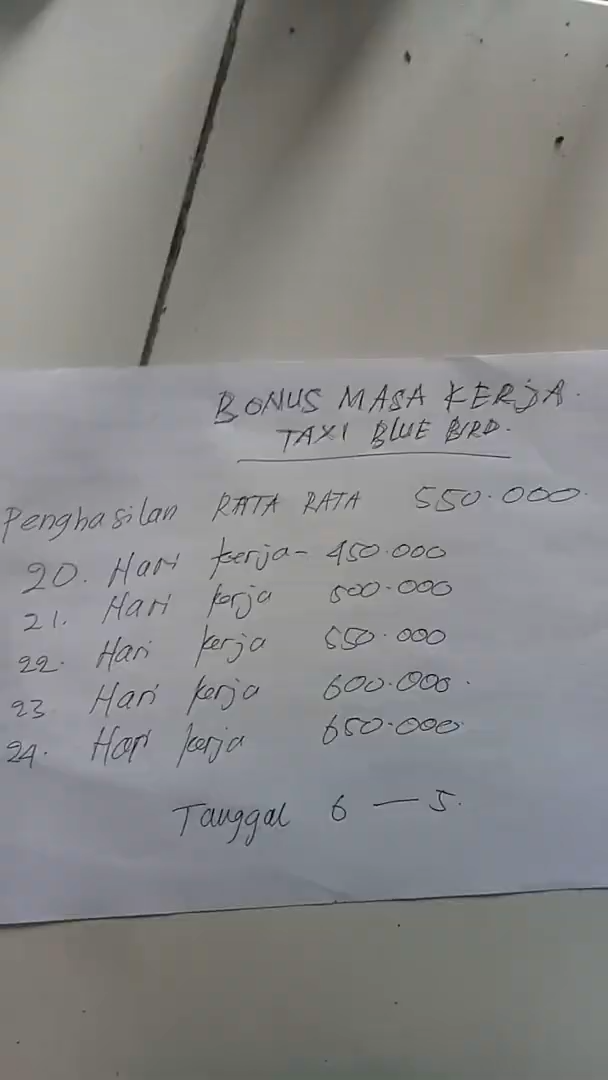 BONUS MASA KERJA.
TAXI BLUE BIRD.
Penghasilan RATA RATA 550.000.
20. Hari kerja - 450.000
21. Hari kerja 500.000
22. Hari kerja 550.000
23 Hari kerja 600.000.
24. Hari kerja 650.000
Tanggal 6 — 5.